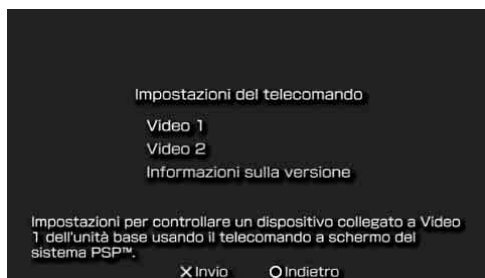 Impostazioni del telecomando
Video 1
Video 2
Informazioni sulla versione
Impostazioni per controllare un dispositivo collegato a Video
1 dell'unità base usando il telecomando a schermo del
sistema PSP™.
✕ Invio ○ Indietro